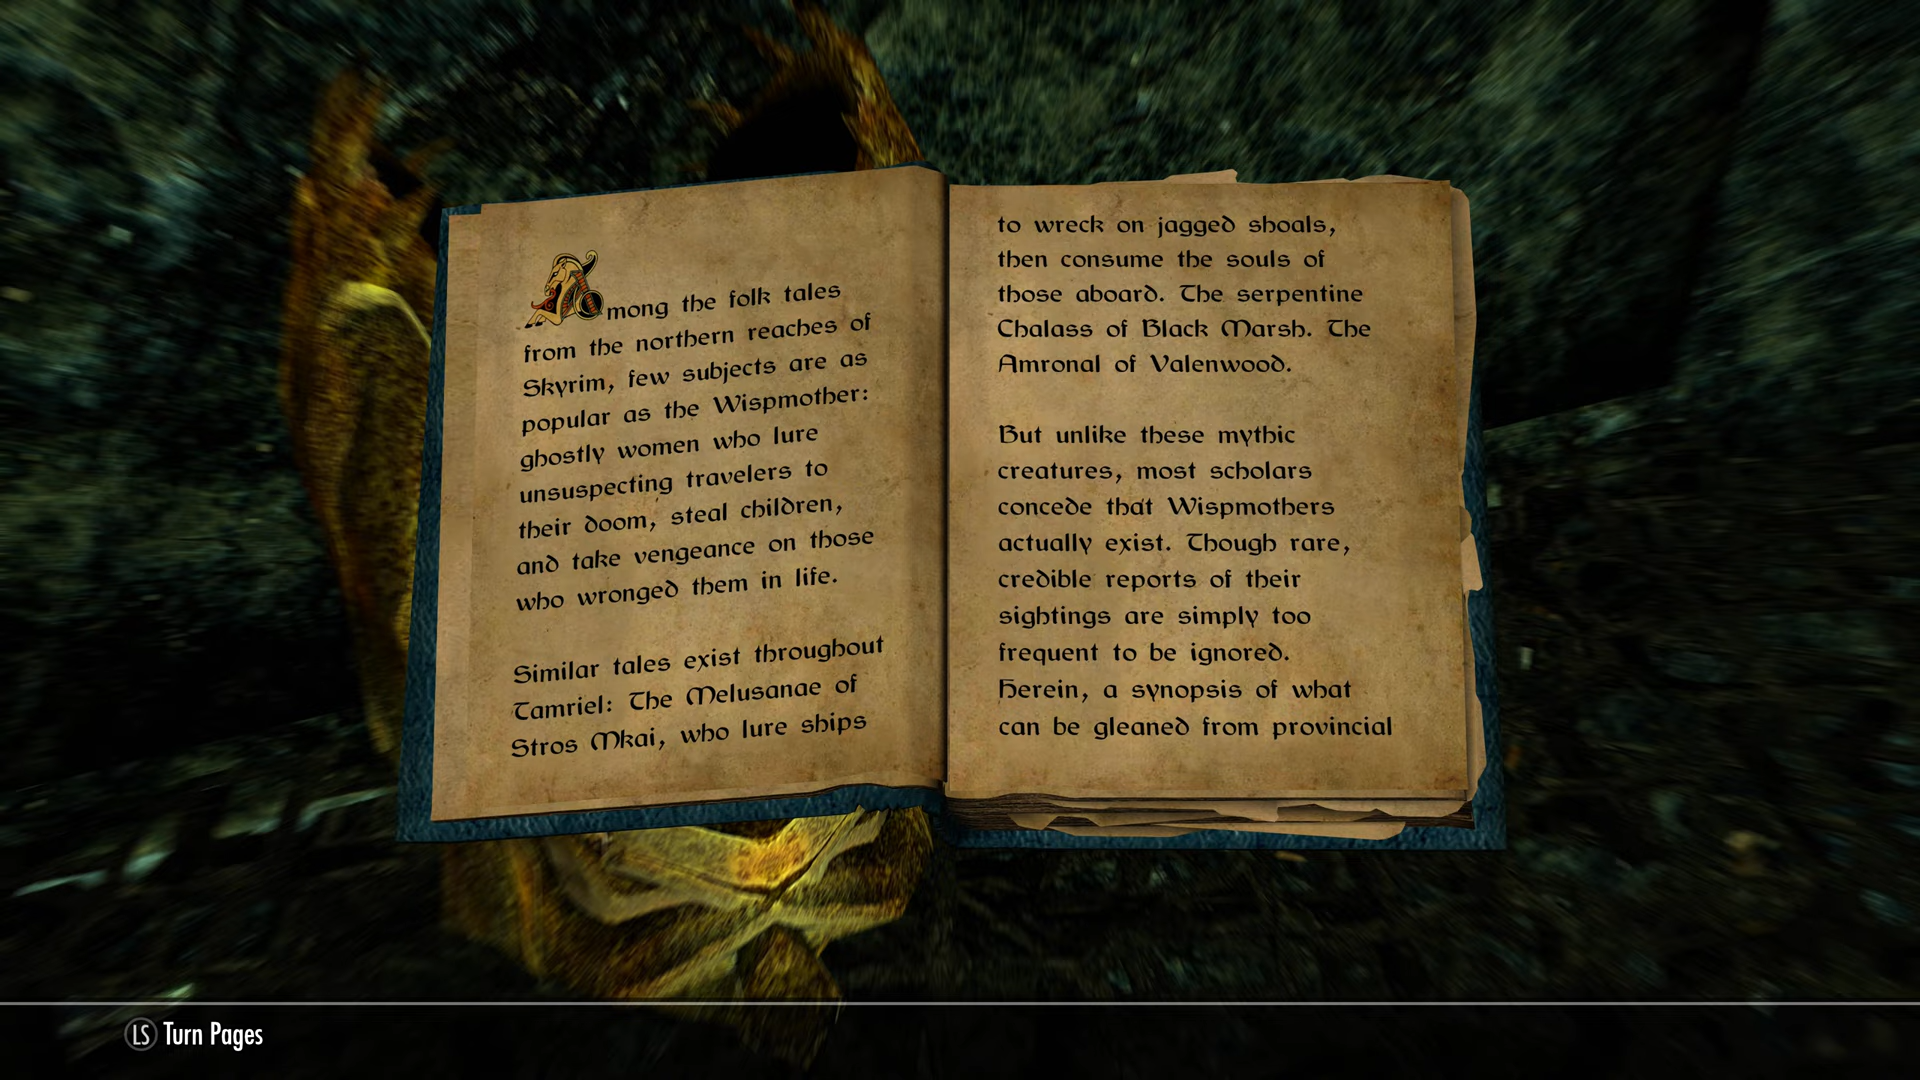 Among the folk tales
from the northern reaches of
Skyrim, few subjects are as
popular as the Wispmother:
ghostly women who lure
unsuspecting travelers to
their doom, steal children,
and take vengeance on those
who wronged them in life.
Similar tales exist throughout
Tamriel: The Melusanae of
Stros Mkai, who lure ships
to wreck on jagged shoals,
then consume the souls of
those aboard. The serpentine
Chalass of Black Marsh. The
Amronal of Valenwood.
But unlike these mythic
creatures, most scholars
concede that Wispmothers
actually exist. Though rare,
credible reports of their
sightings are simply too
frequent to be ignored.
Herein, a synopsis of what
can be gleaned from provincial
LS Turn Pages